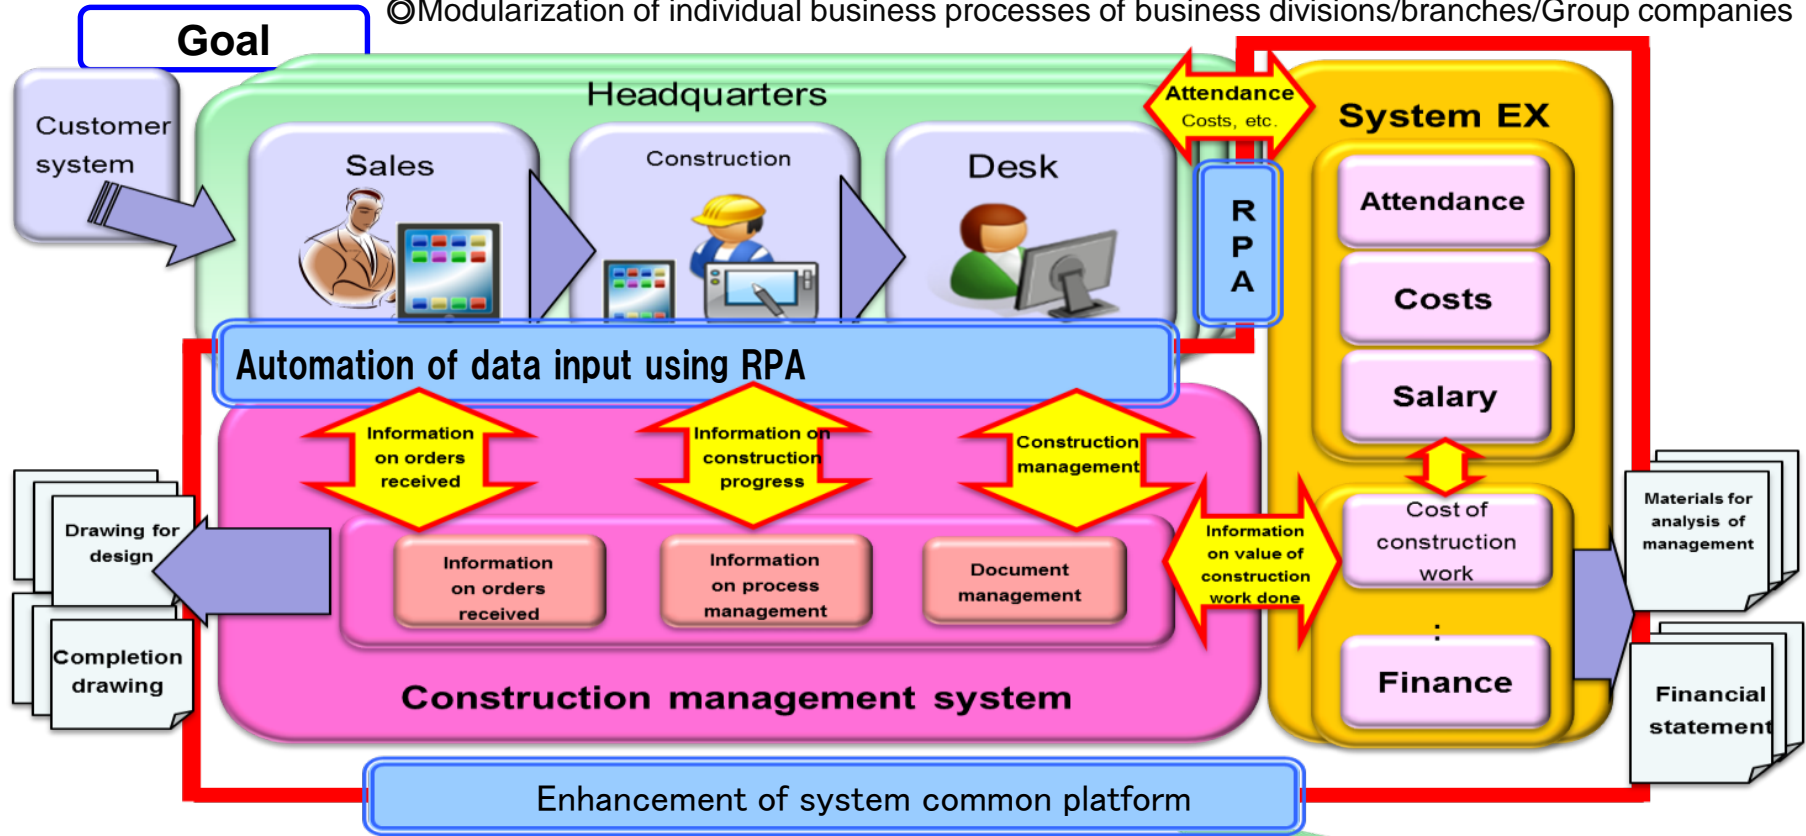 ◎Modularization of individual business processes of business divisions/branches/Group companies
Goal
Customer
system
Headquarters
Sales
Construction
Desk
Attendance
Costs, etc.
R
P
A
System EX
Attendance
Costs
Salary
Automation of data input using RPA
Information
on orders
received
Information on
construction
progress
Construction
management
Information
on value of
construction
work done
Cost of
construction
work
:
Finance
Information
on orders
received
Information
on process
management
Document
management
Construction management system
Drawing for
design
Completion
drawing
Materials for
analysis of
management
Financial
statement
Enhancement of system common platform